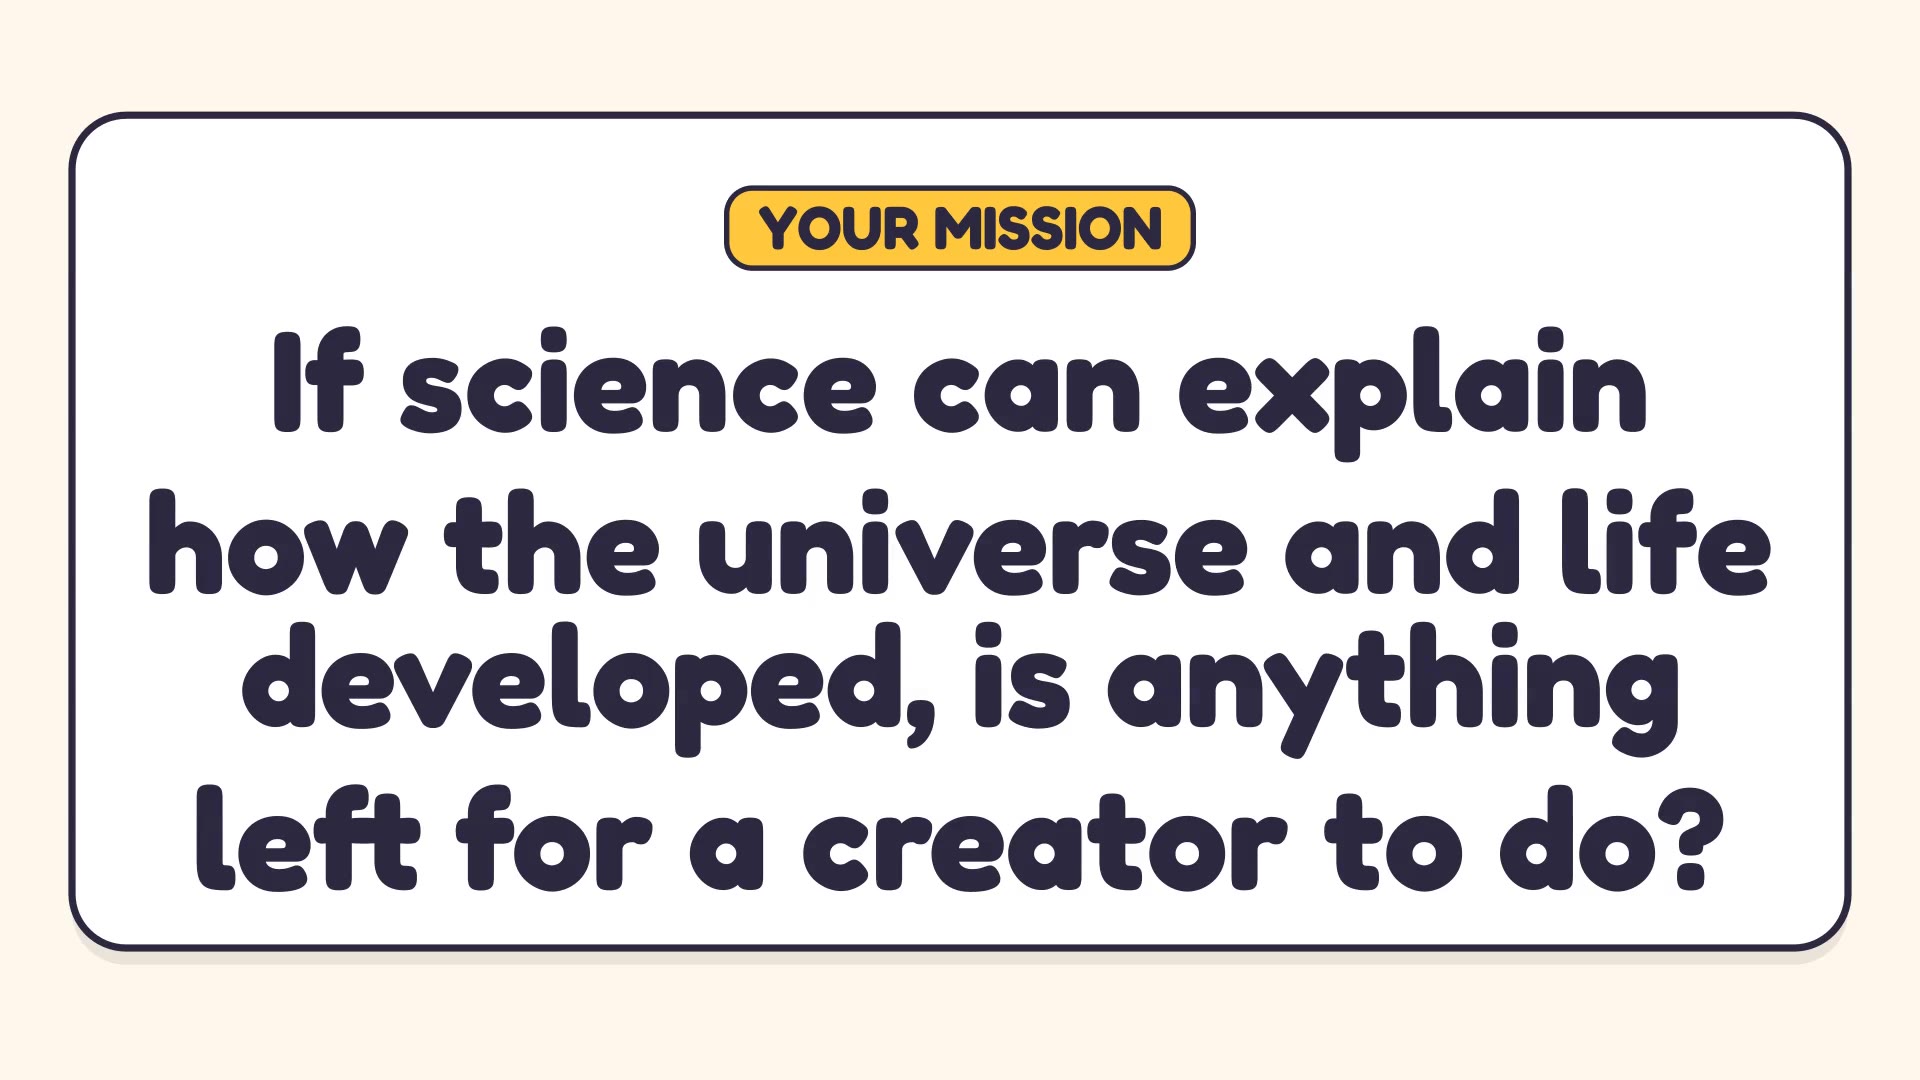 YOUR MISSION
If science can explain
how the universe and life
developed, is anything
left for a creator to do?